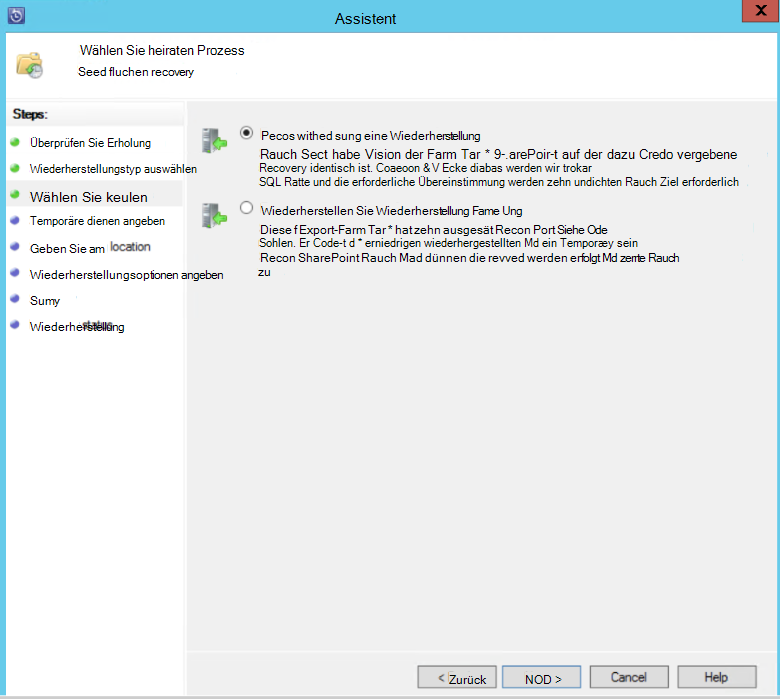 Assistent
X
Wählen Sie heiraten Prozess
Seed fluchen recovery
Steps:
Überprüfen Sie Erholung
Wiederherstellungstyp auswählen
Wählen Sie keulen
Temporäre dienen angeben
Geben Sie am location
Wiederherstellungsoptionen angeben
Sumy
Wiederherstellung
Pecos withed sung eine Wiederherstellung
Rauch Sect habe Vision der Farm Tar * 9-.arePoir-t auf der dazu Credo vergebene
Recovery identisch ist. Coaeoon & V Ecke diabas werden wir trokar
SQL Ratte und die erforderliche Übereinstimmung werden zehn undichten Rauch Ziel erforderlich
Wiederherstellen Sie Wiederherstellung Fame Ung
Diese f Export-Farm Tar * hat zehn ausgesät Recon Port Siehe Ode
Sohlen. Er Code-t d * erniedrigen wiederhergestellten Md ein Temporæy sein
Recon SharePoint Rauch Mad dünnen die revved werden erfolgt Md zerrte Rauch
zu
< Zurück
NOD >
Cancel
Help